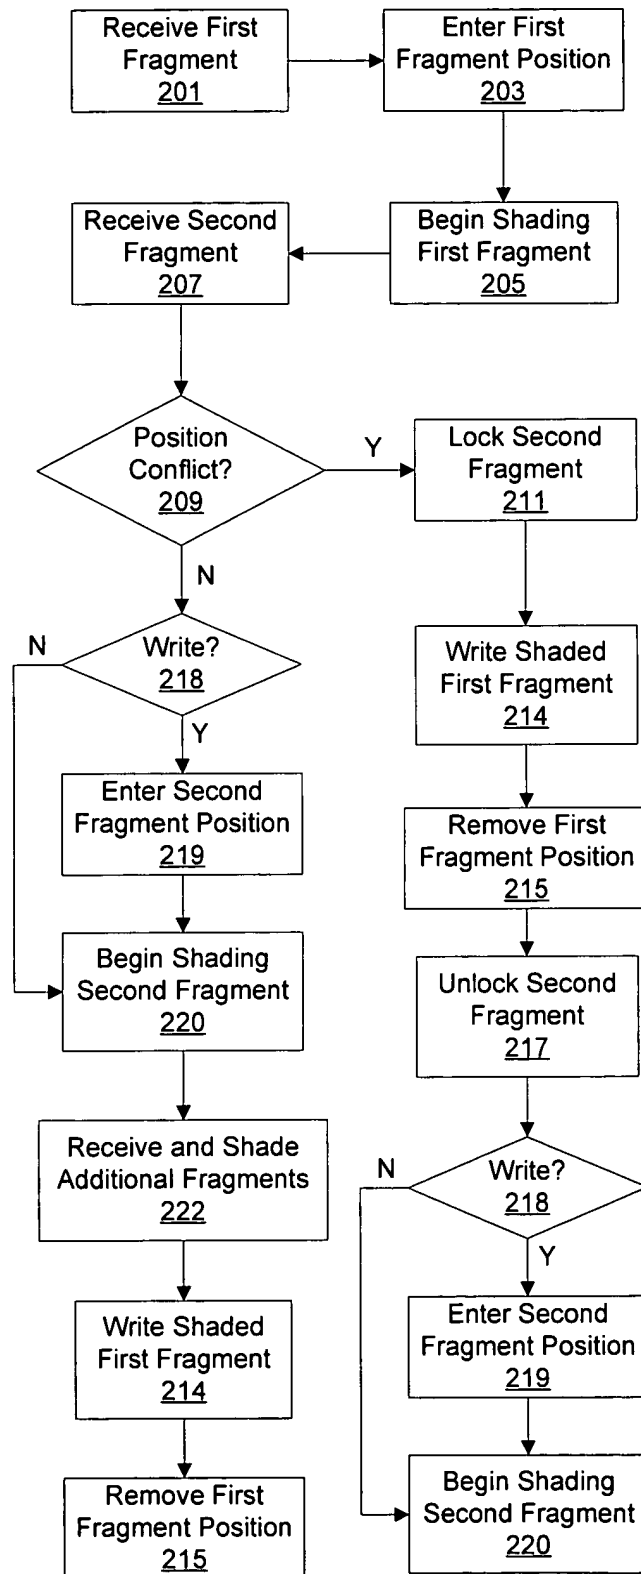 Receive First
Fragment
201
Enter First
Fragment Position
203
Receive Second
Fragment
207
Begin Shading
First Fragment
205
Position
Conflict?
209
Y
Lock Second
Fragment
211
N
N
Write?
218
Y
Write Shaded
First Fragment
214
Enter Second
Fragment Position
219
Remove First
Fragment Position
215
Begin Shading
Second Fragment
220
Unlock Second
Fragment
217
Receive and Shade
Additional Fragments
222
N
Write?
218
Y
Write Shaded
First Fragment
214
Enter Second
Fragment Position
219
Remove First
Fragment Position
215
Begin Shading
Second Fragment
220